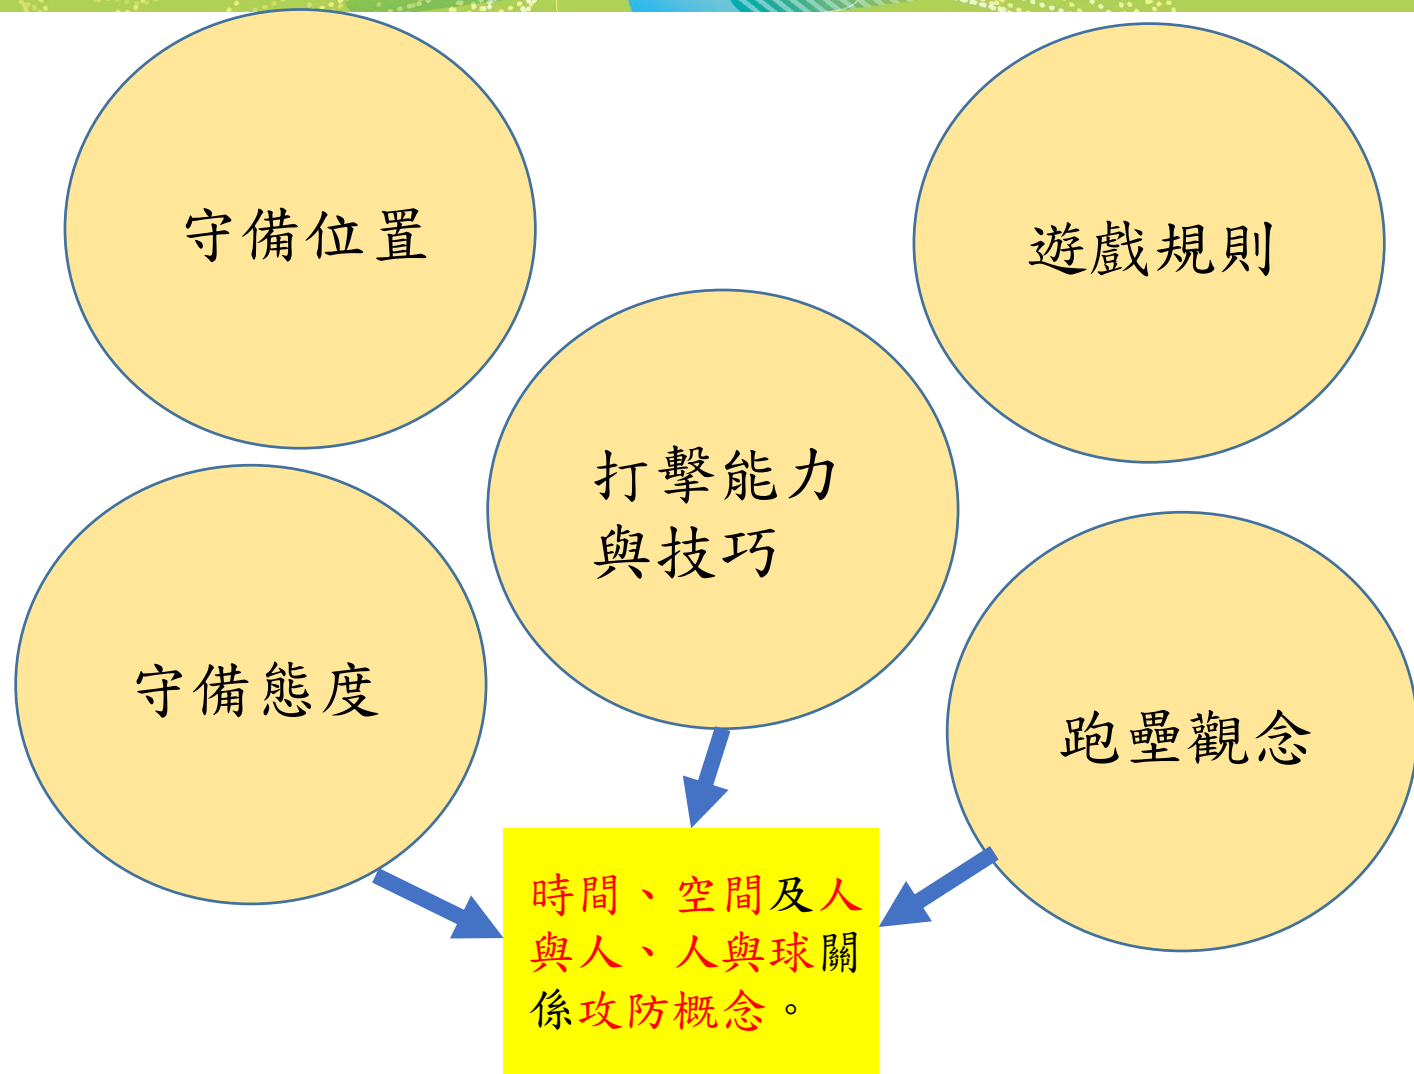 守備位置
遊戲規則
打擊能力
與技巧
守備態度
跑壘觀念
時間、空間及人
與人、人與球關
係攻防概念。